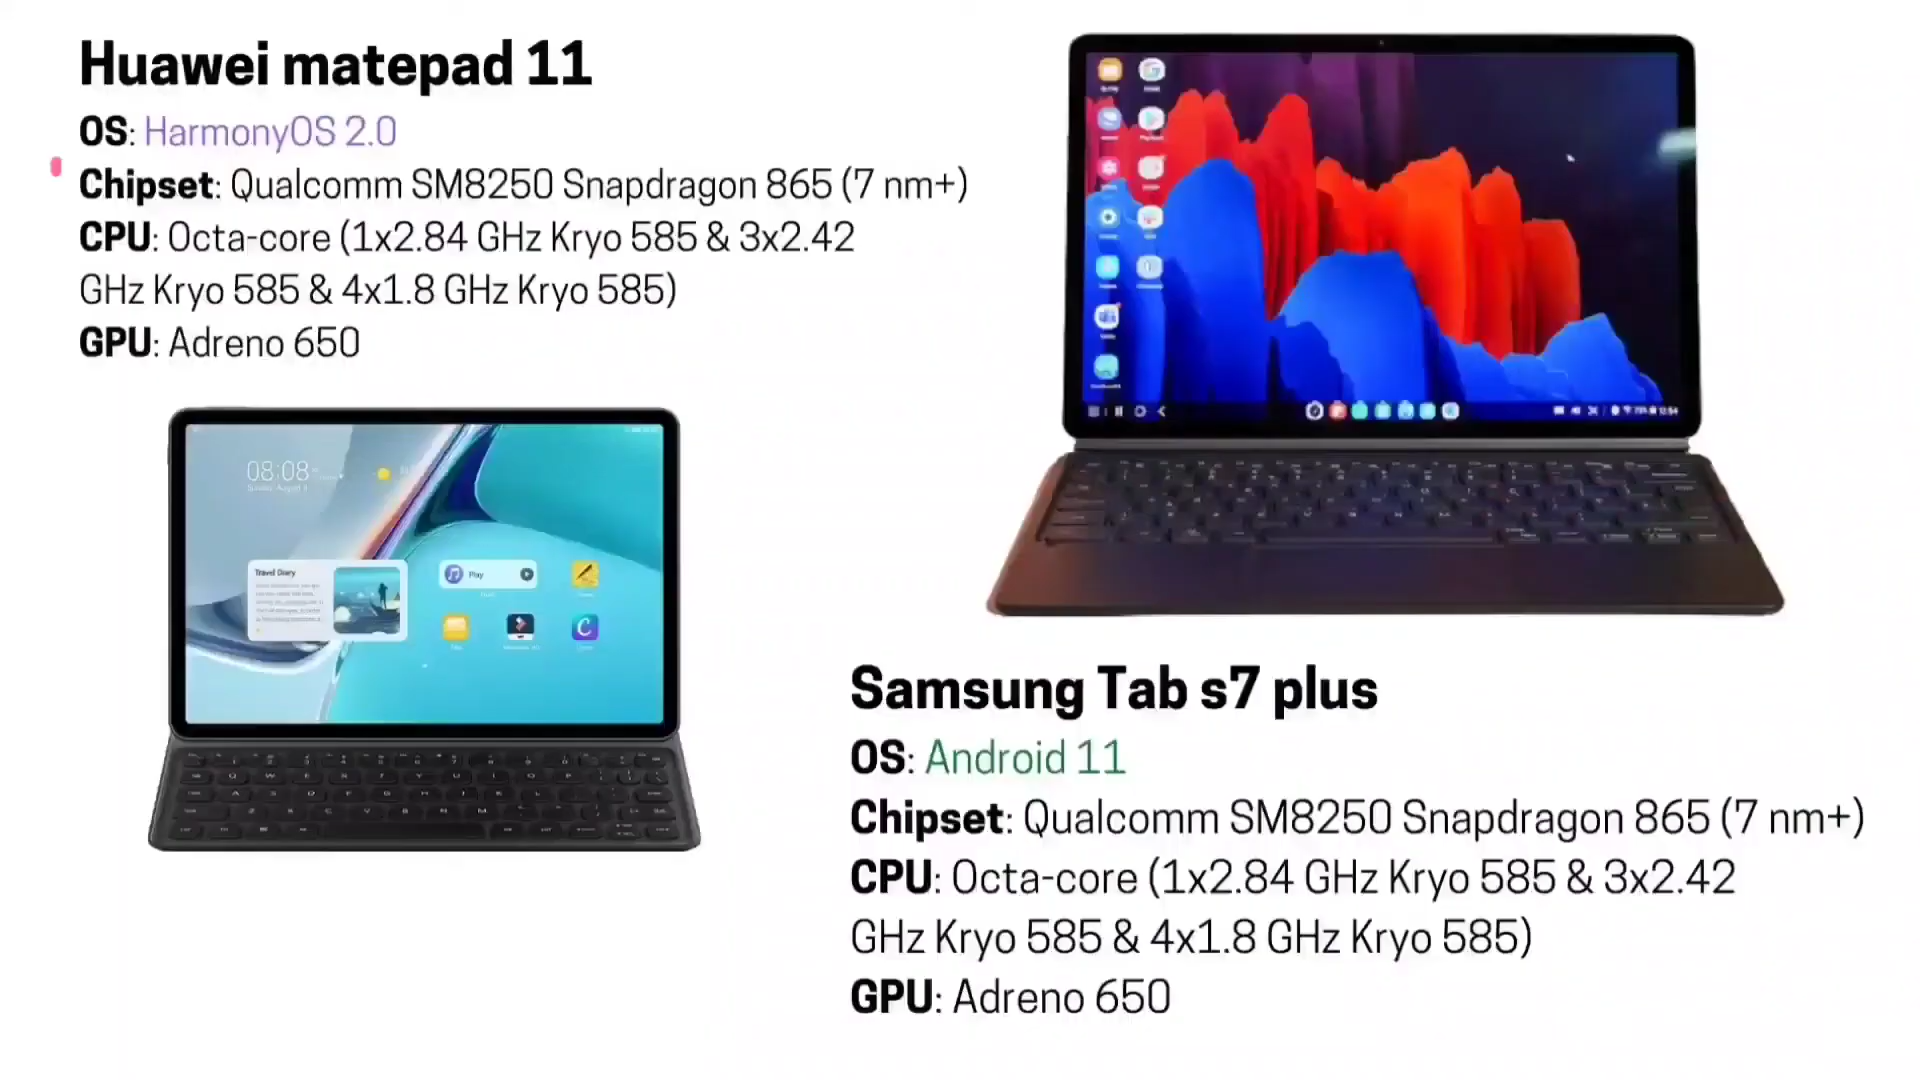 Huawei matepad 11
OS: HarmonyOS 2.0
Chipset: Qualcomm SM8250 Snapdragon 865 (7 nm+)
CPU: Octa-core (1x2.84 GHz Kryo 585 & 3x2.42
GHz Kryo 585 & 4x1.8 GHz Kryo 585)
GPU: Adreno 650
08:08
Travel Diary
Play
Samsung Tab s7 plus
OS: Android 11
Chipset: Qualcomm SM8250 Snapdragon 865 (7 nm+)
CPU: Octa-core (1x2.84 GHz Kryo 585 & 3x2.42
GHz Kryo 585 & 4x1.8 GHz Kryo 585)
GPU: Adreno 650